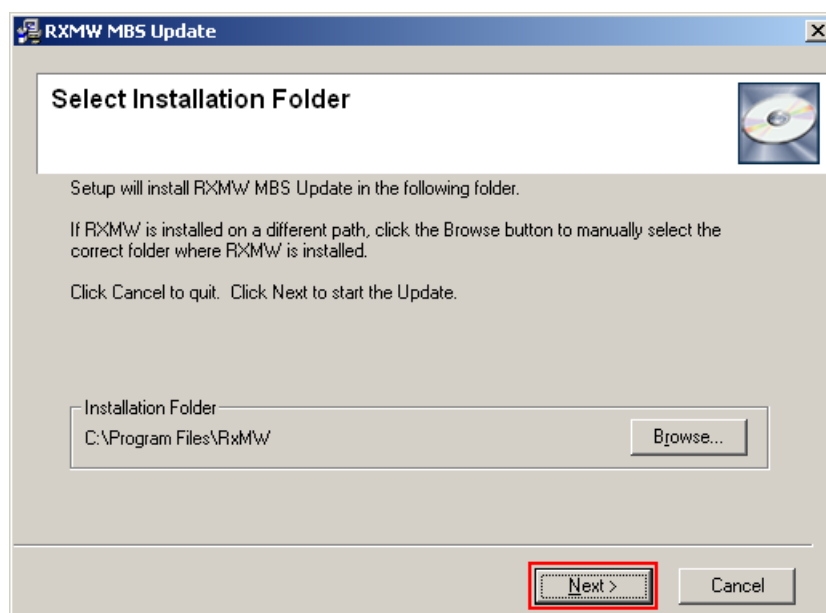 RXMW MBS Update
Select Installation Folder
Setup will install RXMW MBS Update in the following folder.
If RXMW is installed on a different path, click the Browse button to manually select the
correct folder where RXMW is installed.
Click Cancel to quit.  Click Next to start the Update.
Installation Folder
C:\Program Files\RxMW
Browse...
Next >
Cancel